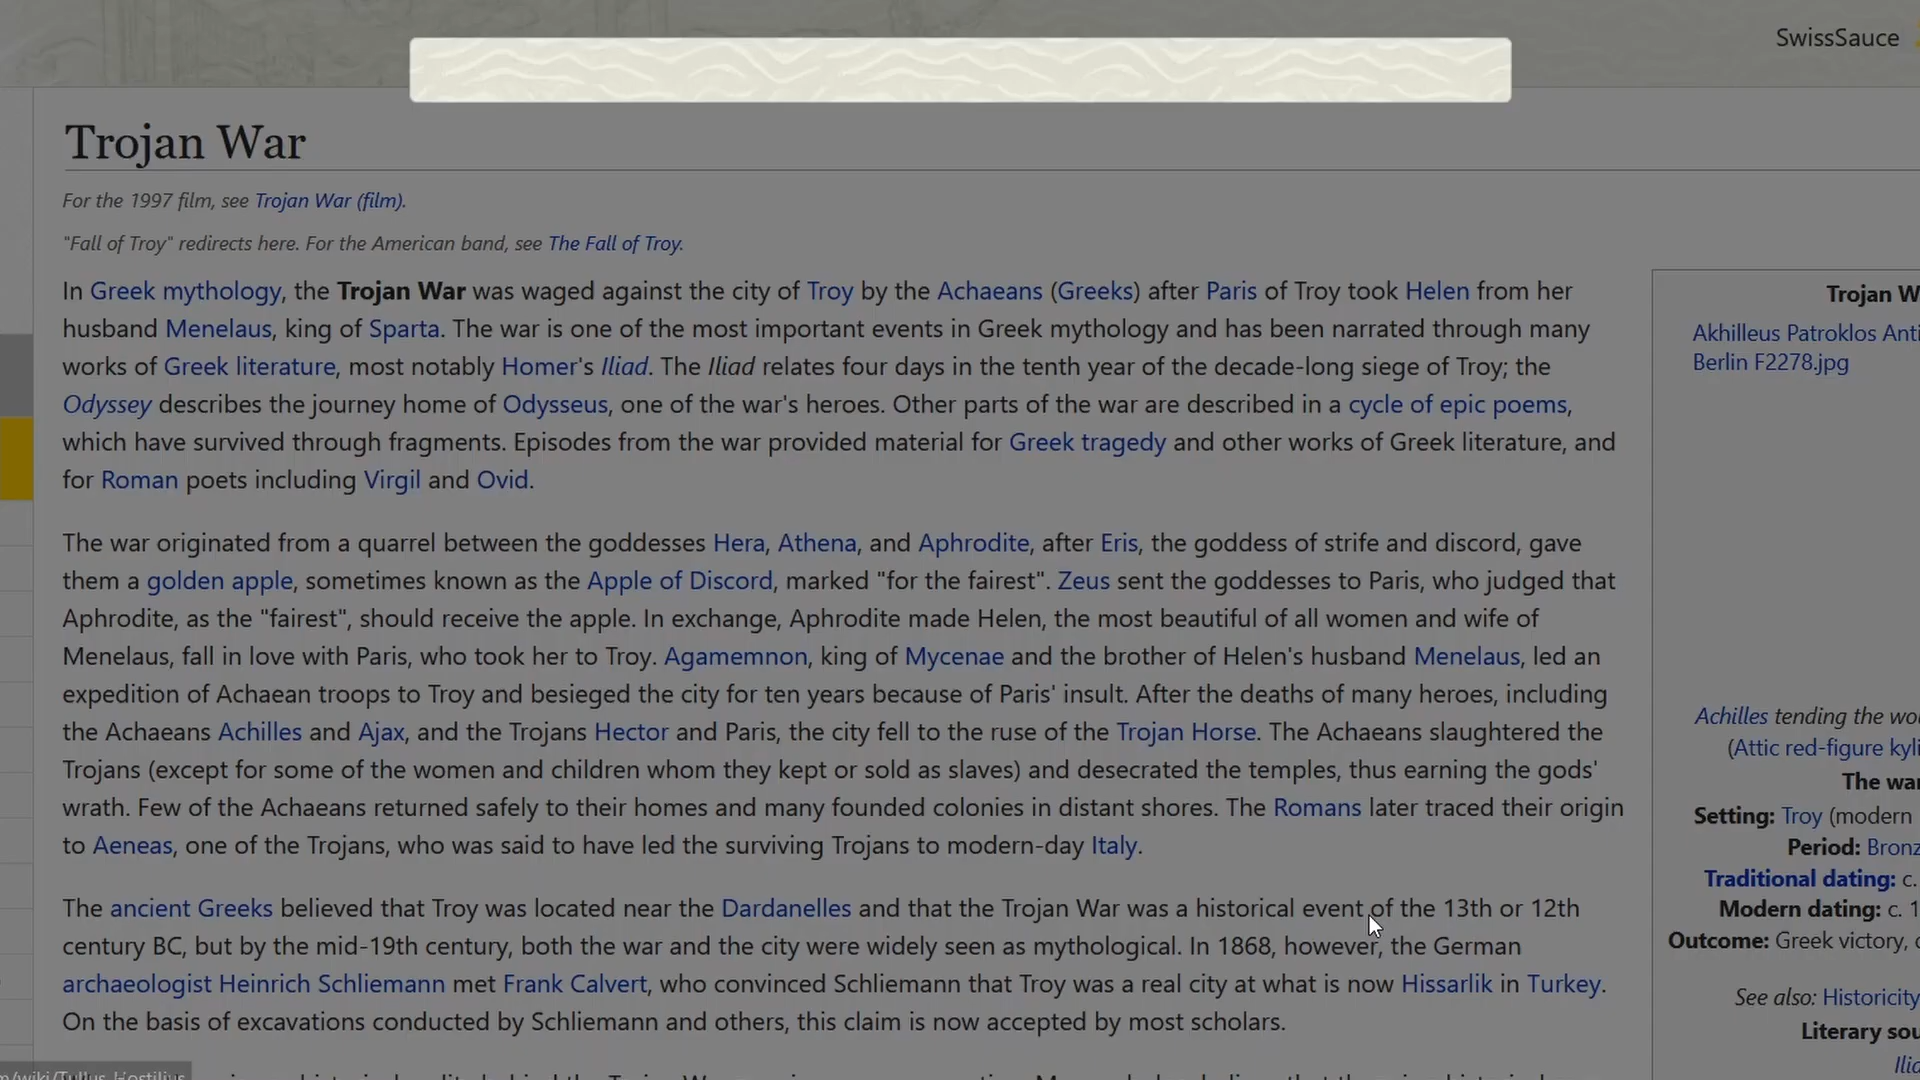 SwissSauce
Trojan War
For the 1997 film, see Trojan War (film).
"Fall of Troy" redirects here. For the American band, see The Fall of Troy.
In Greek mythology, the Trojan War was waged against the city of Troy by the Achaeans (Greeks) after Paris of Troy took Helen from her
husband Menelaus, king of Sparta. The war is one of the most important events in Greek mythology and has been narrated through many
works of Greek literature, most notably Homer's Iliad. The Iliad relates four days in the tenth year of the decade-long siege of Troy; the
Odyssey describes the journey home of Odysseus, one of the war's heroes. Other parts of the war are described in a cycle of epic poems,
which have survived through fragments. Episodes from the war provided material for Greek tragedy and other works of Greek literature, and
for Roman poets including Virgil and Ovid.
The war originated from a quarrel between the goddesses Hera, Athena, and Aphrodite, after Eris, the goddess of strife and discord, gave
them a golden apple, sometimes known as the Apple of Discord, marked "for the fairest". Zeus sent the goddesses to Paris, who judged that
Aphrodite, as the "fairest", should receive the apple. In exchange, Aphrodite made Helen, the most beautiful of all women and wife of
Menelaus, fall in love with Paris, who took her to Troy. Agamemnon, king of Mycenae and the brother of Helen's husband Menelaus, led an
expedition of Achaean troops to Troy and besieged the city for ten years because of Paris' insult. After the deaths of many heroes, including
the Achaeans Achilles and Ajax, and the Trojans Hector and Paris, the city fell to the ruse of the Trojan Horse. The Achaeans slaughtered the
Trojans (except for some of the women and children whom they kept or sold as slaves) and desecrated the temples, thus earning the gods'
wrath. Few of the Achaeans returned safely to their homes and many founded colonies in distant shores. The Romans later traced their origin
to Aeneas, one of the Trojans, who was said to have led the surviving Trojans to modern-day Italy.
The ancient Greeks believed that Troy was located near the Dardanelles and that the Trojan War was a historical event of the 13th or 12th
century BC, but by the mid-19th century, both the war and the city were widely seen as mythological. In 1868, however, the German
archaeologist Heinrich Schliemann met Frank Calvert, who convinced Schliemann that Troy was a real city at what is now Hissarlik in Turkey.
On the basis of excavations conducted by Schliemann and others, this claim is now accepted by most scholars.
Trojan W
Akhilleus Patroklos Anti
Berlin F2278.jpg
Achilles tending the wou
(Attic red-figure kyli
The war
Setting: Troy (modern
Period: Bronz
Traditional dating: c.
Modern dating: c. 1
Outcome: Greek victory,
See also: Historicity
Literary sou
Ilia
m/wiki/Tullus_Hostilius